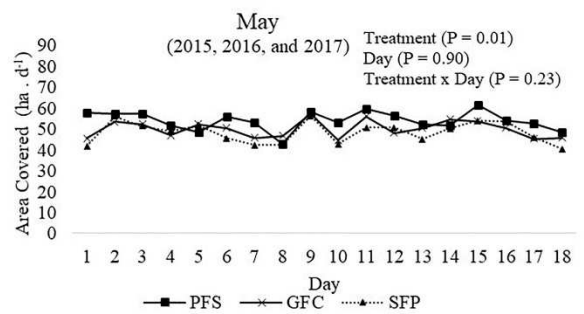 May
(2015, 2016, and 2017)
Treatment (P = 0.01)
Day (P = 0.90)
Treatment x Day (P = 0.23)
Area Covered (ha . d⁻¹)
90
80
70
60
50
40
30
20
10
0
1 2 3 4 5 6 7 8 9 10 11 12 13 14 15 16 17 18
Day
PFS GFC SFP